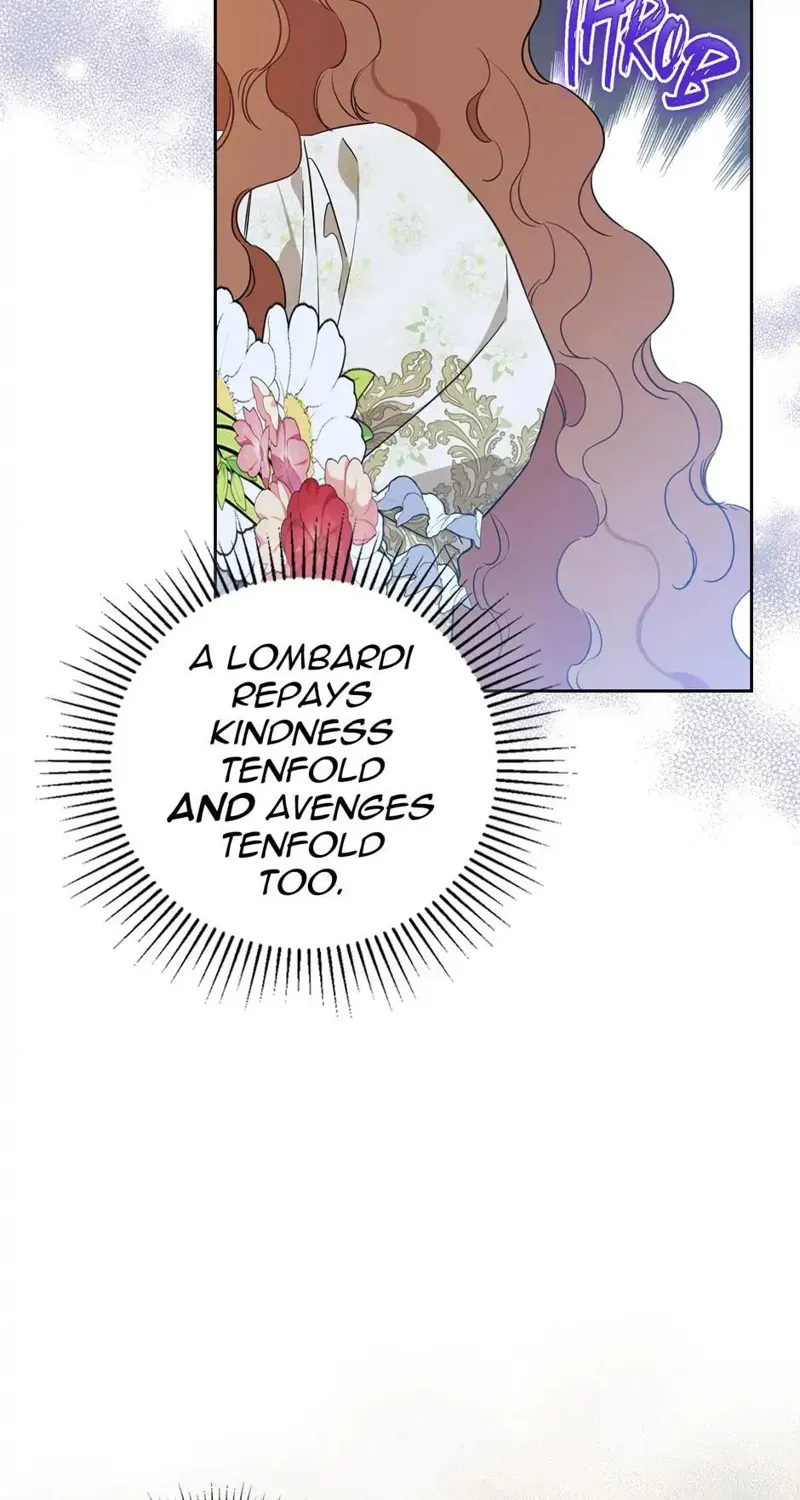 THROB
A LOMBARDI
REPAYS
KINDNESS
TENFOLD
AND AVENGES
TENFOLD
TOO.